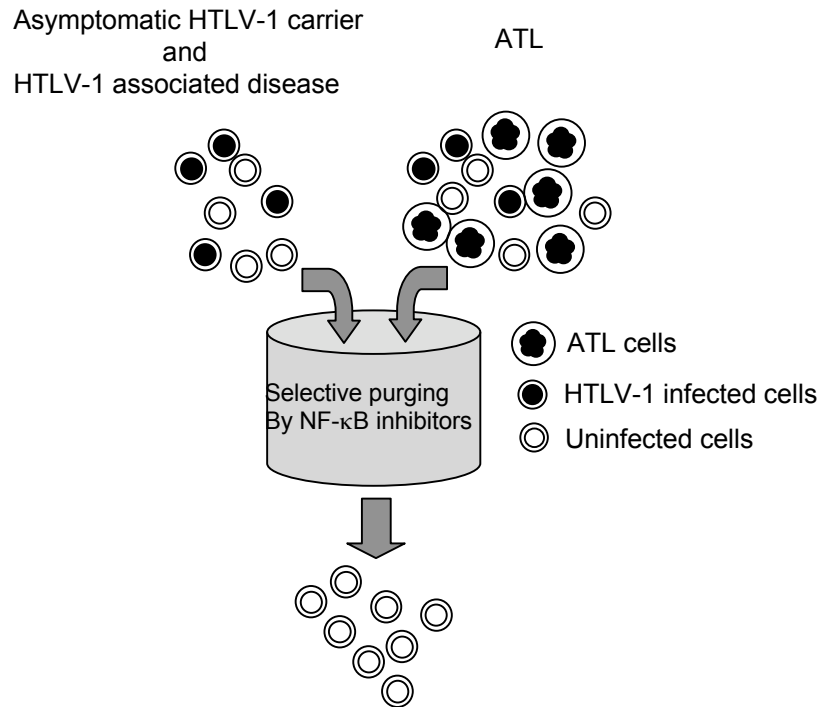 Asymptomatic HTLV-1 carrier
and
HTLV-1 associated disease
ATL
Selective purging
By NF-κB inhibitors
ATL cells
HTLV-1 infected cells
Uninfected cells